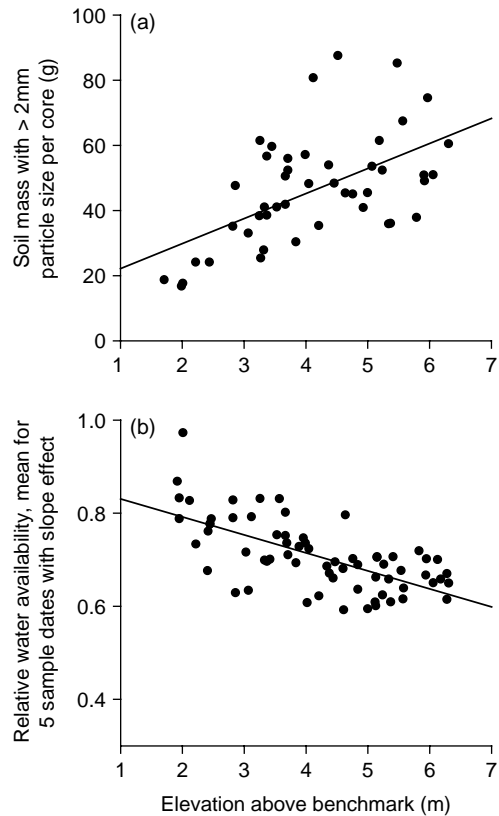 (a)
100
80
60
40
20
0
Soil mass with > 2mm
particle size per core (g)
1 2 3 4 5 6 7
(b)
1.0
0.8
0.6
0.4
Relative water availability, mean for
5 sample dates with slope effect
1 2 3 4 5 6 7
Elevation above benchmark (m)